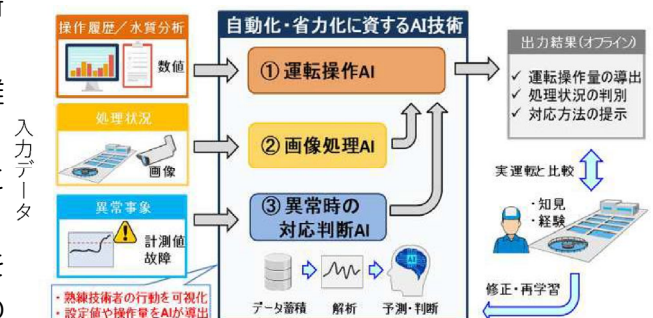 操作履歴／水質分析
数値
処理状況
画像
異常事象
計測値
故障
入力データ
・熟練技術者の行動を可視化
・設定値や操作量をAIが導出
自動化・省力化に資するAI技術
①運転操作AI
②画像処理AI
③異常時の
対応判断AI
データ蓄積
解析
予測・判断
AI
出力結果(オフライン)
✓ 運転操作量の導出
✓ 処理状況の判別
✓ 対応方法の提示
実運転と比較
・知見
・経験
修正・再学習